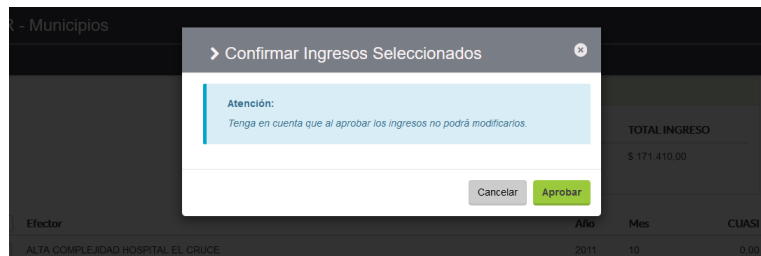 R - Municipios
Confirmar Ingresos Seleccionados
Atención:
Tenga en cuenta que al aprobar los ingresos no podrá modificarlos.
TOTAL INGRESO
$ 171.410,00
Cancelar Aprobar
Efector Año Mes CUASI
ALTA COMPLEJIDAD HOSPITAL EL CRUCE 2011 10 0,00